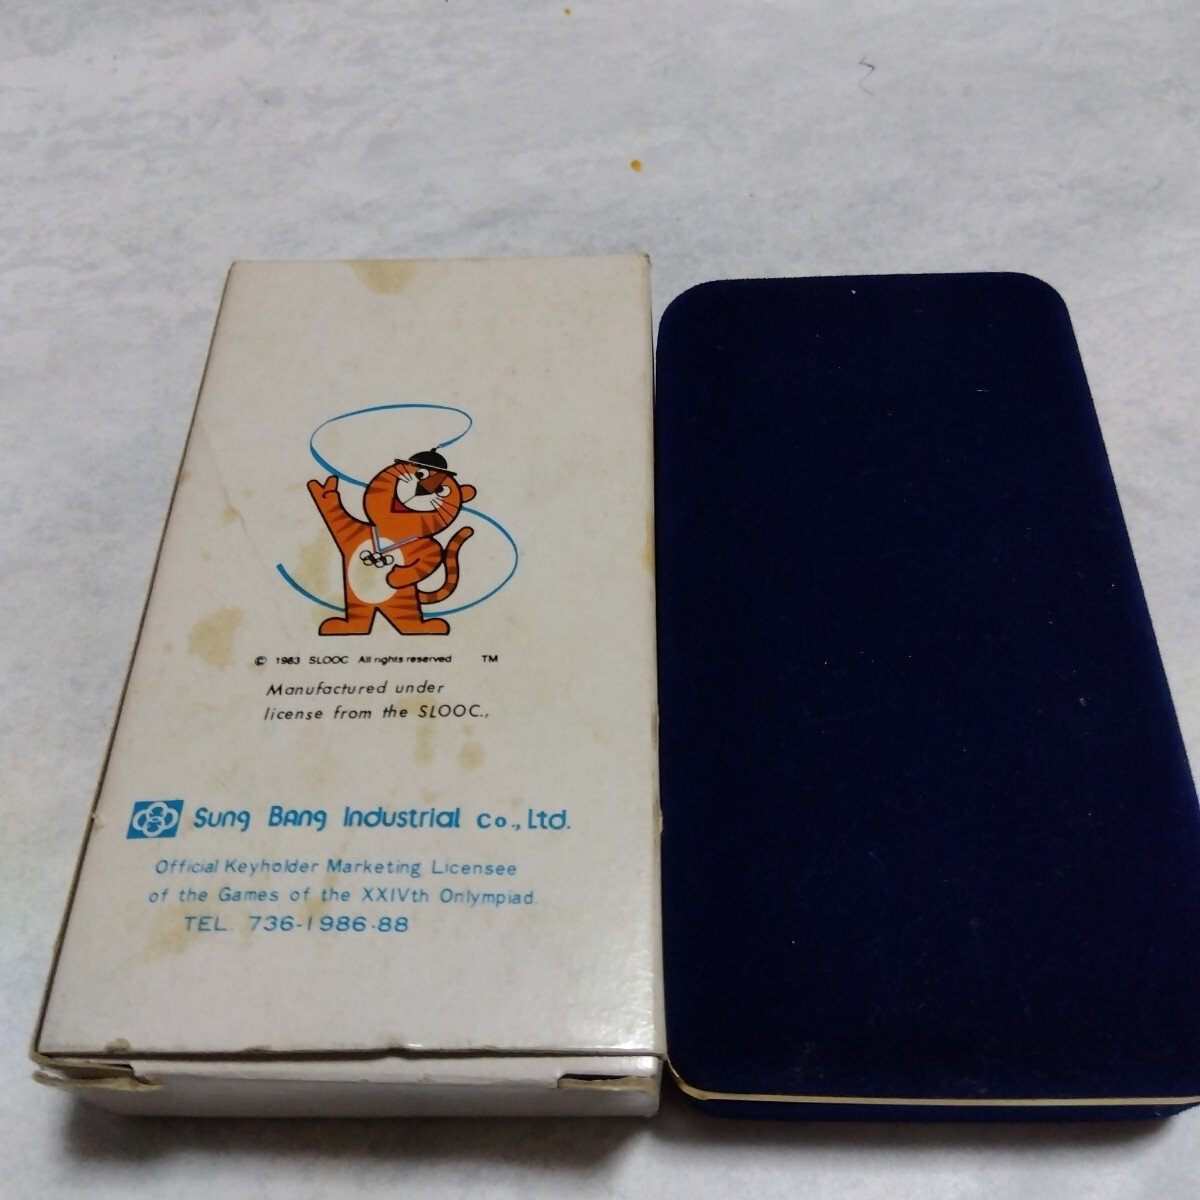 © 1983 SLOOC All rights reserved TM
Manufactured under
license from the SLOOC.,
Sung Bang Industrial co., Ltd.
Official Keyholder Marketing Licensee
of the Games of the XXIVth Onlympiad.
TEL. 736-1986-88